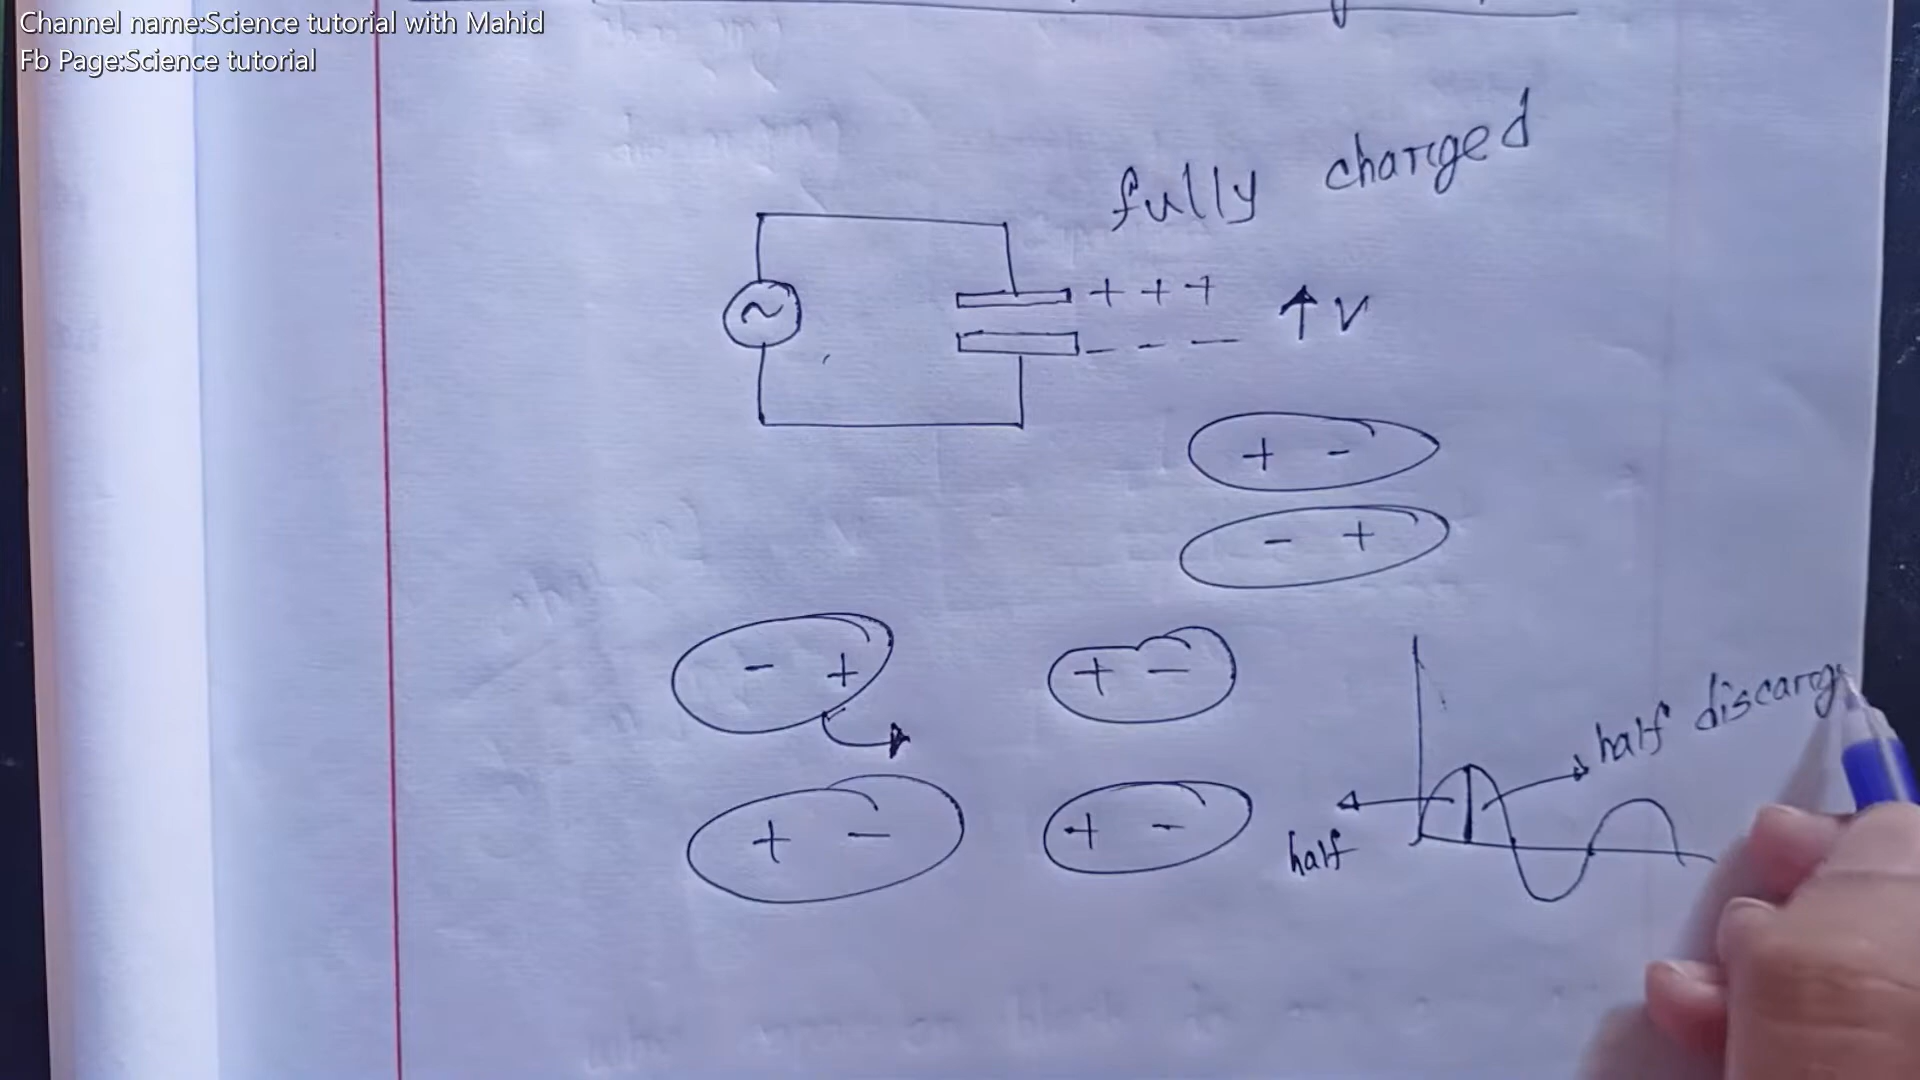 Channel name:Science tutorial with Mahid
Fb Page:Science tutorial
fully charged
+ + +
↑ V
- - -
+ -
- +
- +
+ -
half discarg
+ -
+ -
half